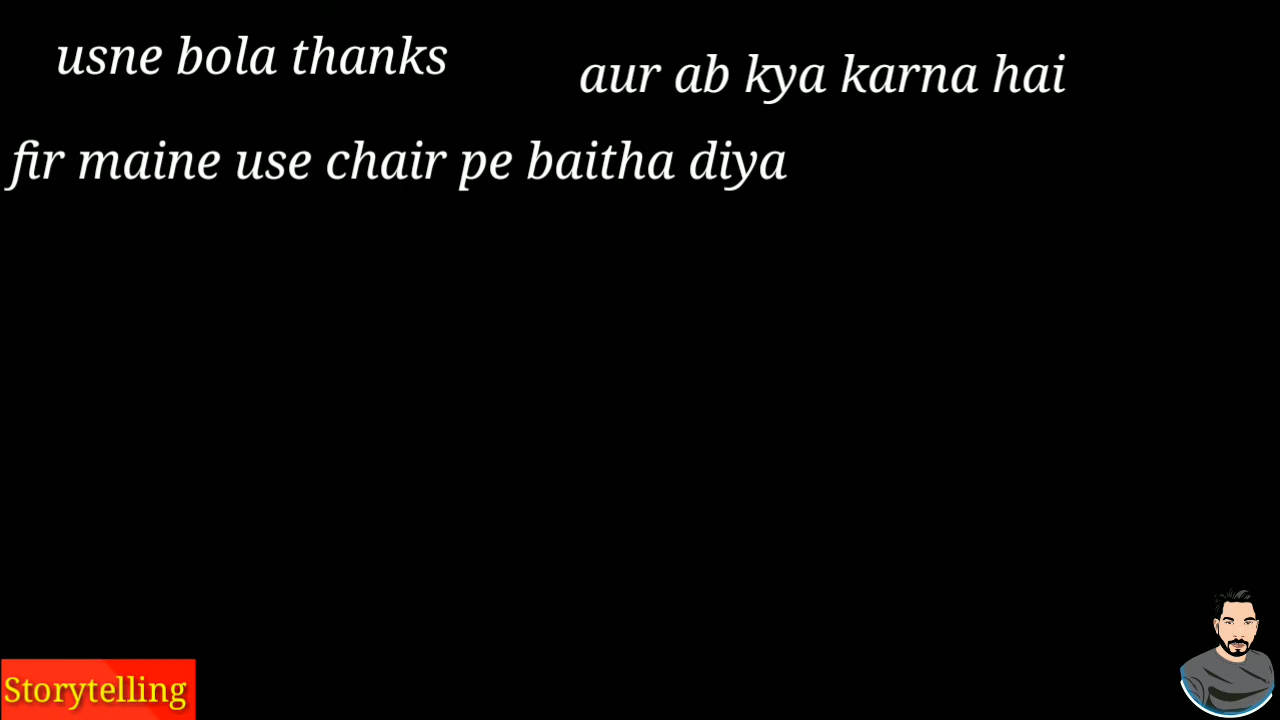 usne bola thanks
aur ab kya karna hai
fir maine use chair pe baitha diya
Storytelling